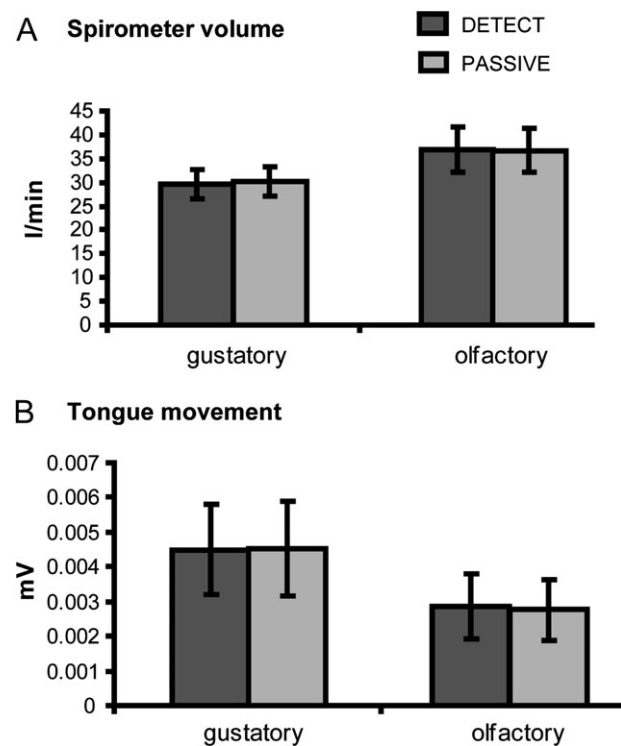 A Spirometer volume
DETECT
PASSIVE
45
40
35
30
25
20
15
10
5
0
l/min
gustatory olfactory
B Tongue movement
0.007
0.006
0.005
0.004
0.003
0.002
0.001
0
mV
gustatory olfactory